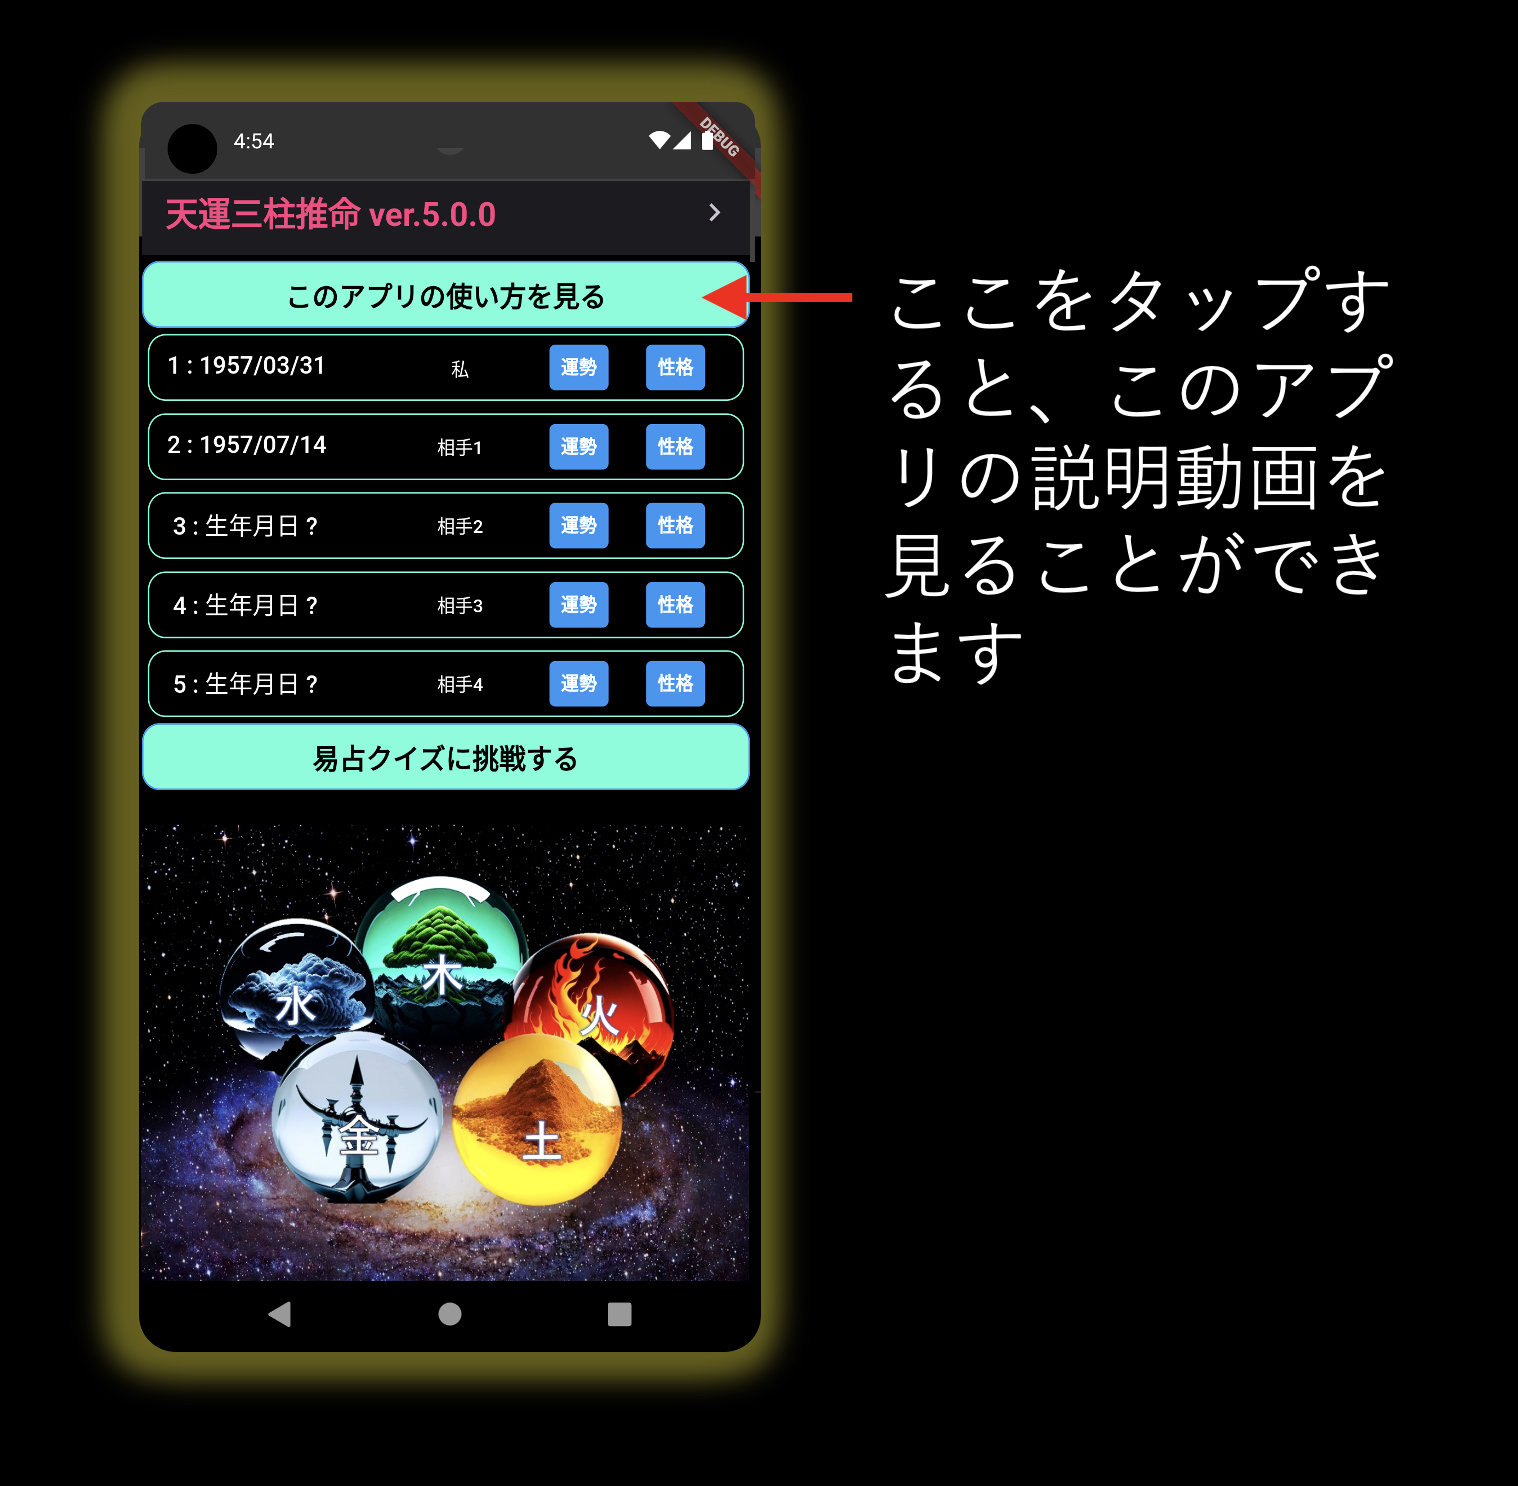 4:54
DEBUG
天運三柱推命 ver.5.0.0
このアプリの使い方を見る
1 : 1957/03/31 私 運勢 性格
2 : 1957/07/14 相手1 運勢 性格
3 : 生年月日 ? 相手2 運勢 性格
4 : 生年月日 ? 相手3 運勢 性格
5 : 生年月日 ? 相手4 運勢 性格
易占クイズに挑戦する
木
水
火
金
土
ここをタップす
ると、このアプ
リの説明動画を
見ることができ
ます